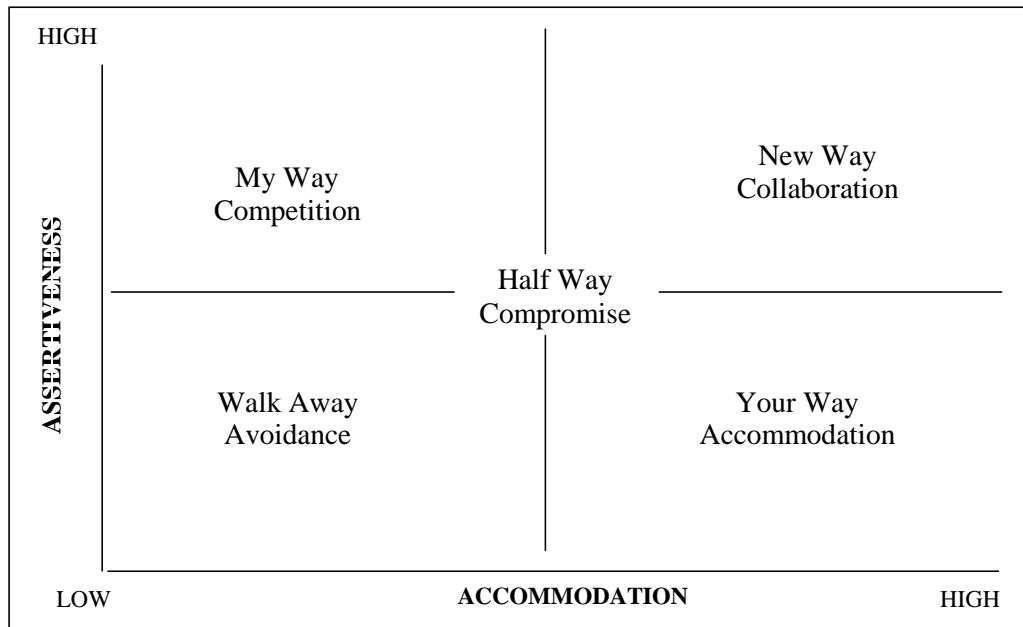 HIGH
My Way
Competition
New Way
Collaboration
Half Way
Compromise
ASSERTIVENESS
Walk Away
Avoidance
Your Way
Accommodation
LOW
ACCOMMODATION
HIGH